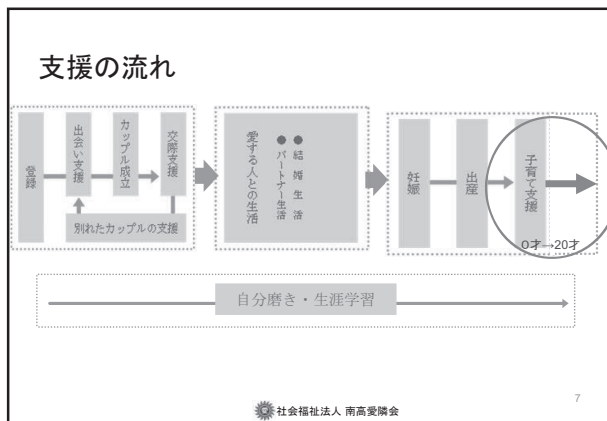 支援の流れ
登録
出会い支援
カップル成立
交際支援
別れたカップルの支援
愛する人との生活
●結婚生活
●パートナー生活
妊娠
出産
子育て支援
0才→20才
自分磨き・生涯学習
社会福祉法人 南高愛隣会
7